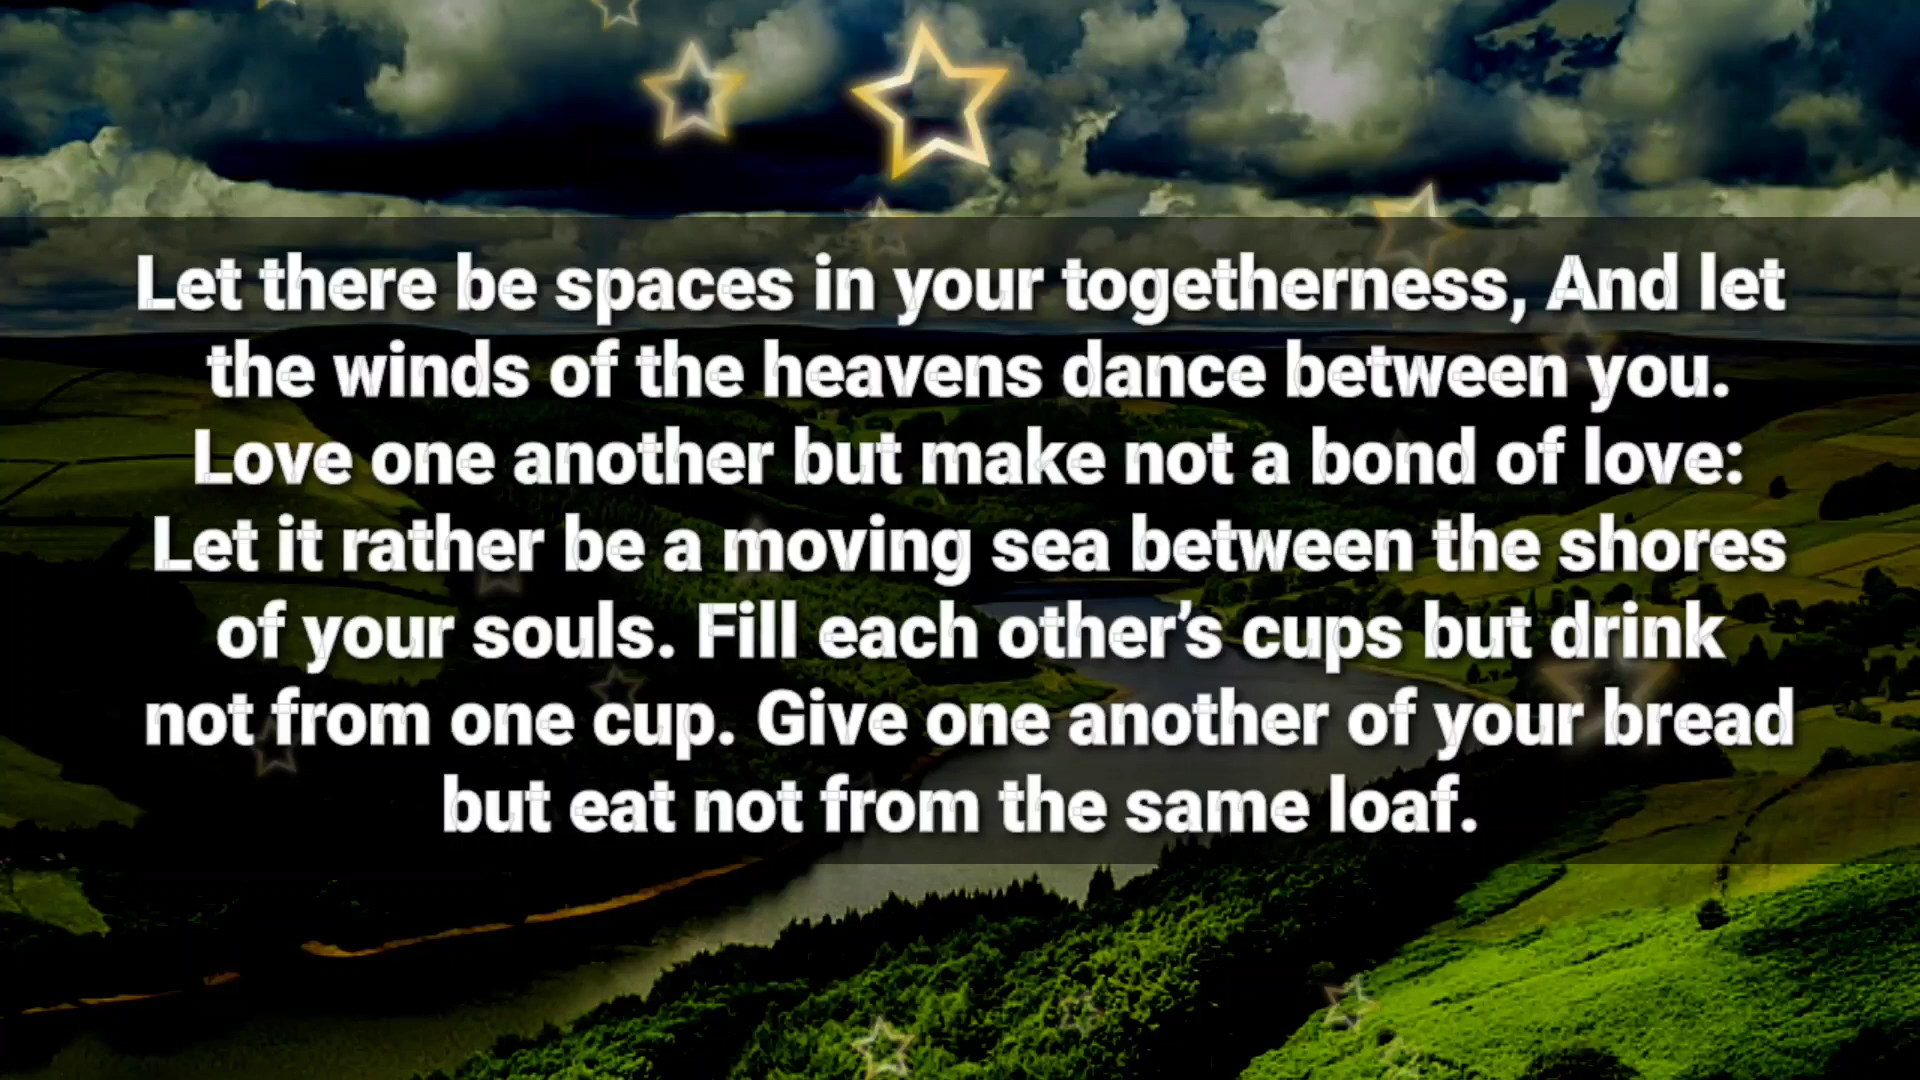 Let there be spaces in your togetherness, And let
the winds of the heavens dance between you.
Love one another but make not a bond of love:
Let it rather be a moving sea between the shores
of your souls. Fill each other’s cups but drink
not from one cup. Give one another of your bread
but eat not from the same loaf.